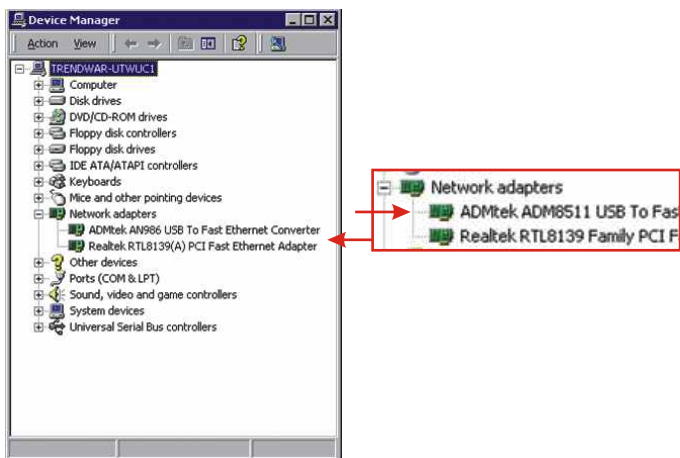 Device Manager
Action View
TRENDWAR-UTWUC1
Computer
Disk drives
DVD/CD-ROM drives
Floppy disk controllers
Floppy disk drives
IDE ATA/ATAPI controllers
Keyboards
Mice and other pointing devices
Network adapters
ADMtek AN986 USB To Fast Ethernet Converter
Realtek RTL8139(A) PCI Fast Ethernet Adapter
Other devices
Ports (COM & LPT)
Sound, video and game controllers
System devices
Universal Serial Bus controllers
Network adapters
ADMtek ADM8511 USB To Fas
Realtek RTL8139 Family PCI F